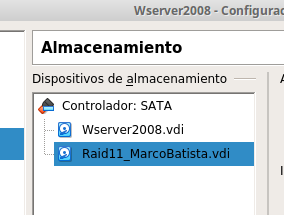 Wserver2008 - Configurac
Almacenamiento
Dispositivos de almacenamiento
Controlador: SATA
Wserver2008.vdi
Raid11_MarcoBatista.vdi